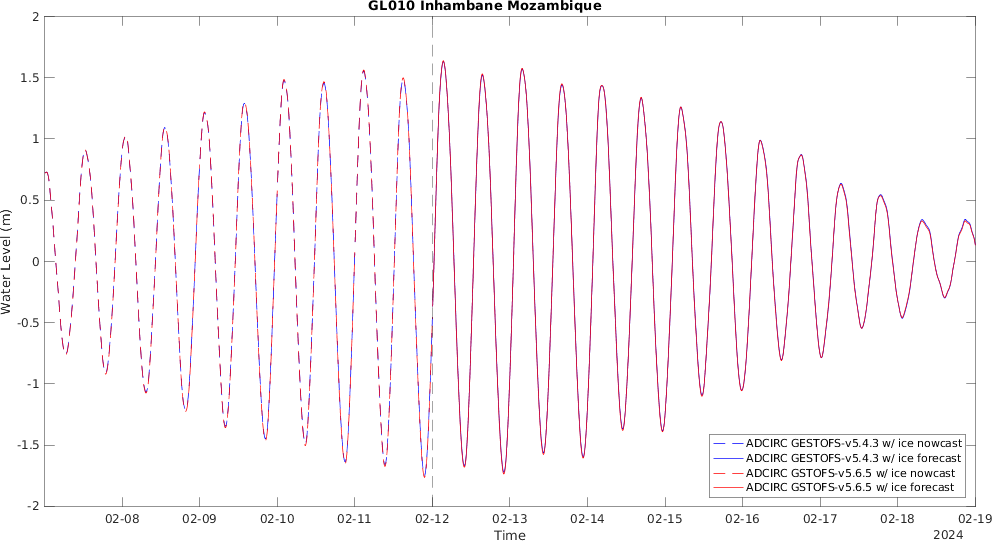 GL010 Inhambane Mozambique
2
1.5
1
0.5
0
-0.5
-1
-1.5
-2
Water Level (m)
ADCIRC GESTOFS-v5.4.3 w/ ice nowcast
ADCIRC GESTOFS-v5.4.3 w/ ice forecast
ADCIRC GSTOFS-v5.6.5 w/ ice nowcast
ADCIRC GSTOFS-v5.6.5 w/ ice forecast
02-08 02-09 02-10 02-11 02-12 02-13 02-14 02-15 02-16 02-17 02-18 02-19
Time
2024